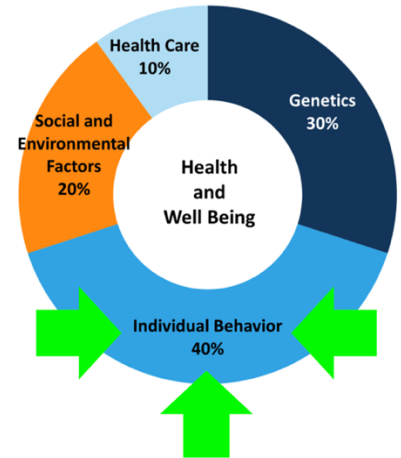 Health Care
10%
Genetics
30%
Social and
Environmental
Factors
20%
Health
and
Well Being
Individual Behavior
40%